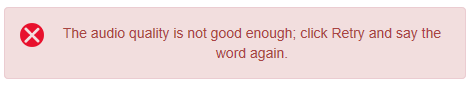 The audio quality is not good enough; click Retry and say the
word again.